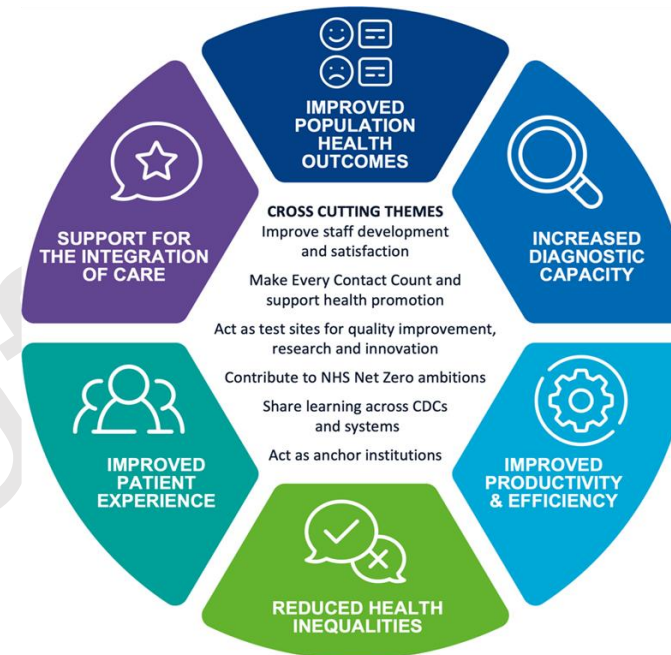 IMPROVED
POPULATION
HEALTH
OUTCOMES
INCREASED
DIAGNOSTIC
CAPACITY
IMPROVED
PRODUCTIVITY
& EFFICIENCY
REDUCED HEALTH
INEQUALITIES
IMPROVED
PATIENT
EXPERIENCE
SUPPORT FOR
THE INTEGRATION
OF CARE
CROSS CUTTING THEMES
Improve staff development
and satisfaction
Make Every Contact Count and
support health promotion
Act as test sites for quality improvement,
research and innovation
Contribute to NHS Net Zero ambitions
Share learning across CDCs
and systems
Act as anchor institutions